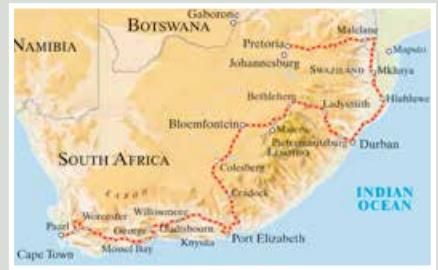 Gaborone
BOTSWANA
NAMIBIA
Pretoria
Malelane
Johannesburg
Maputo
SWAZILAND
Mkhaya
Bethlehem
Ladysmith
Hluhluwe
Bloemfontein
Maseru
Pietermaritzburg
Durban
LESOTHO
SOUTH AFRICA
Colesberg
INDIAN
OCEAN
KAROO
Cradock
Paarl
Worcester
Willowmore
George
Oudtshoorn
Port Elizabeth
Knysna
Mossel Bay
Cape Town